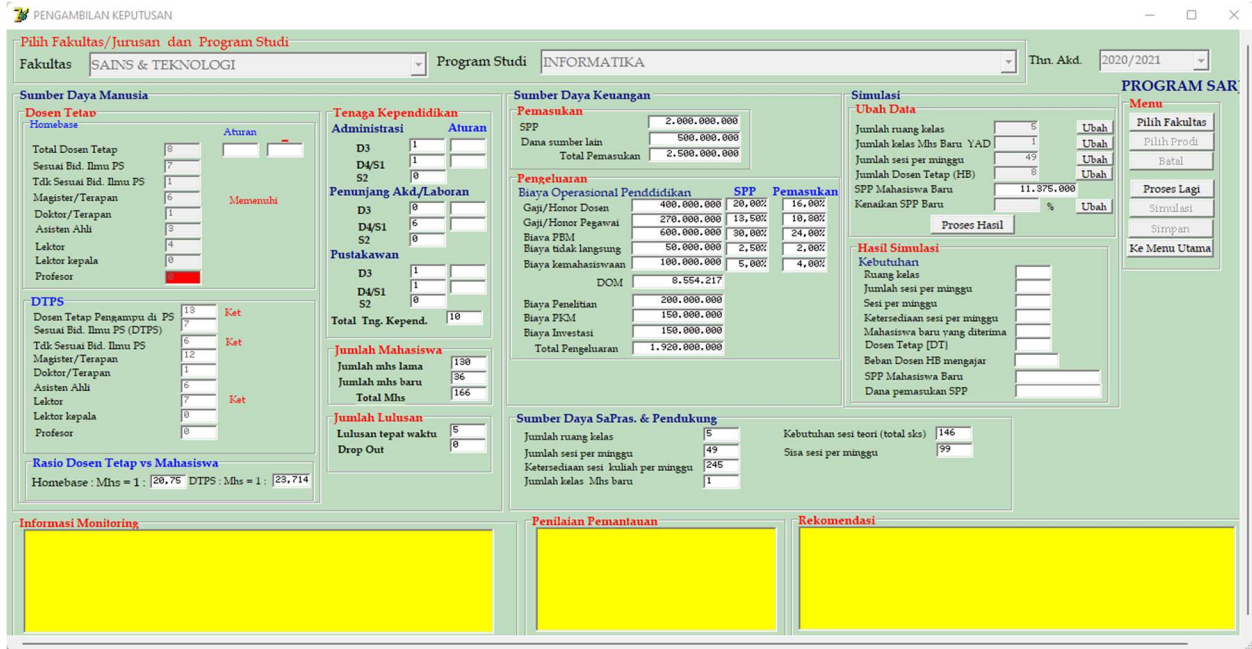 PENGAMBILAN KEPUTUSAN
Pilih Fakultas/Jurusan dan Program Studi
Fakultas SAINS & TEKNOLOGI Program Studi INFORMATIKA Thn. Akd. 2020/2021
PROGRAM SAR
Sumber Daya Manusia
Dosen Tetap
Homebase
Aturan
Total Dosen Tetap 8
Sesuai Bid. Ilmu PS 7
Tdk Sesuai Bid. Ilmu PS 1
Magister/Terapan 6 Memenuhi
Doktor/Terapan 1
Asisten Ahli 3
Lektor 4
Lektor kepala 0
Profesor
DTPS
Dosen Tetap Pengampu di PS 13 Ket
Sesuai Bid. Ilmu PS (DTPS) 7
Tdk Sesuai Bid. Ilmu PS 6 Ket
Magister/Terapan 12
Doktor/Terapan 1
Asisten Ahli 6
Lektor 7 Ket
Lektor kepala 0
Profesor 0
Rasio Dosen Tetap vs Mahasiswa
Homebase : Mhs = 1 : 20,75 DTPS : Mhs = 1 : 23,714
Tenaga Kependidikan
Administrasi Aturan
D3 1
D4/S1 1
S2 0
Penunjang Akd./Laboran
D3 0
D4/S1 6
S2 0
Pustakawan
D3 1
D4/S1 1
S2 0
Total Tng. Kepend. 10
Jumlah Mahasiswa
Jumlah mhs lama 130
Jumlah mhs baru 36
Total Mhs 166
Jumlah Lulusan
Lulusan tepat waktu 5
Drop Out 0
Sumber Daya Keuangan
Pemasukan
SPP 2.000.000.000
Dana sumber lain 500.000.000
Total Pemasukan 2.500.000.000
Pengeluaran
Biaya Operasional Penddidikan SPP Pemasukan
Gaji/Honor Dosen 400.000.000 20,00% 16,00%
Gaji/Honor Pegawai 270.000.000 13,50% 10,80%
Biaya PBM 600.000.000 30,00% 24,00%
Biaya tidak langsung 50.000.000 2,50% 2,00%
Biaya kemahasiswaan 100.000.000 5,00% 4,00%
DOM 8.554.217
Biaya Penelitian 200.000.000
Biaya PKM 150.000.000
Biaya Investasi 150.000.000
Total Pengeluaran 1.920.000.000
Sumber Daya SaPras. & Pendukung
Jumlah ruang kelas 5 Kebutuhan sesi teori (total sks) 146
Jumlah sesi per minggu 49 Sisa sesi per minggu 99
Ketersediaan sesi kuliah per minggu 245
Jumlah kelas Mhs baru 1
Simulasi
Ubah Data
Jumlah ruang kelas 5 Ubah
Jumlah kelas Mhs Baru YAD 1 Ubah
Jumlah sesi per minggu 49 Ubah
Jumlah Dosen Tetap (HB) 8 Ubah
SPP Mahasiswa Baru 11.375.000
Kenaikan SPP Baru % Ubah
Proses Hasil
Hasil Simulasi
Kebutuhan
Ruang kelas
Jumlah sesi per minggu
Sesi per minggu
Ketersediaan sesi per minggu
Mahasiswa baru yang diterima
Dosen Tetap [DT)
Beban Dosen HB mengajar
SPP Mahasiswa Baru
Dana pemasukan SPP
Menu
Pilih Fakultas
Pilih Prodi
Batal
Proses Lagi
Simulasi
Simpan
Ke Menu Utama
Informasi Monitoring
Penilaian Pemantauan
Rekomendasi